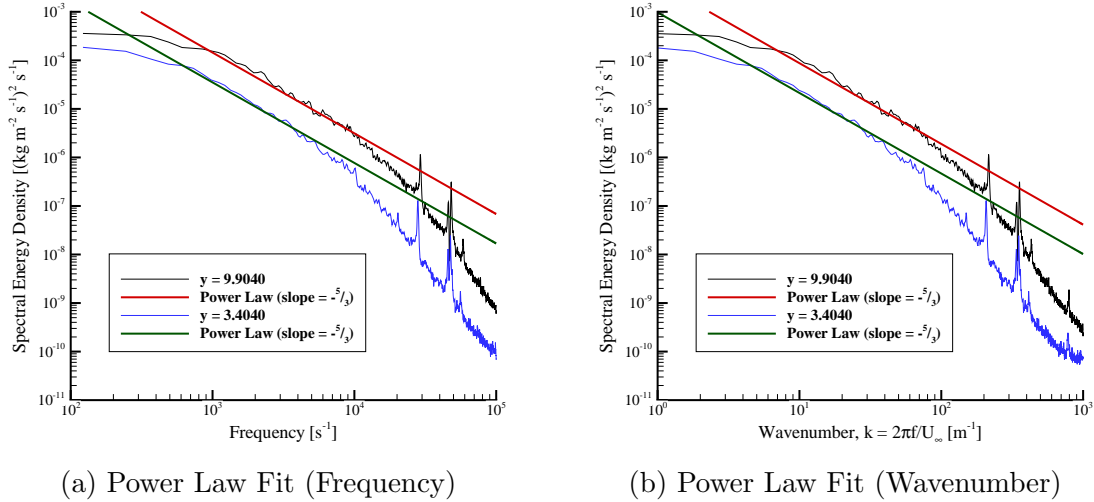 10⁻³
10⁻⁴
10⁻⁵
10⁻⁶
10⁻⁷
10⁻⁸
10⁻⁹
10⁻¹⁰
10⁻¹¹
Spectral Energy Density [(kg m⁻² s⁻¹)² s⁻¹]
y = 9.9040
Power Law (slope = -⁵/₃)
y = 3.4040
Power Law (slope = -⁵/₃)
10² 10³ 10⁴ 10⁵
Frequency [s⁻¹]
(a) Power Law Fit (Frequency)
10⁻³
10⁻⁴
10⁻⁵
10⁻⁶
10⁻⁷
10⁻⁸
10⁻⁹
10⁻¹⁰
10⁻¹¹
Spectral Energy Density [(kg m⁻² s⁻¹)² s⁻¹]
y = 9.9040
Power Law (slope = -⁵/₃)
y = 3.4040
Power Law (slope = -⁵/₃)
10⁰ 10¹ 10² 10³
Wavenumber, k = 2πf/U∞ [m⁻¹]
(b) Power Law Fit (Wavenumber)